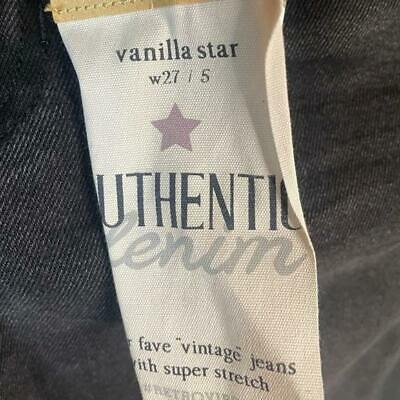 vanilla star
w27 / 5
UTHENTIC
denim
r fave "vintage" jeans
with super stretch